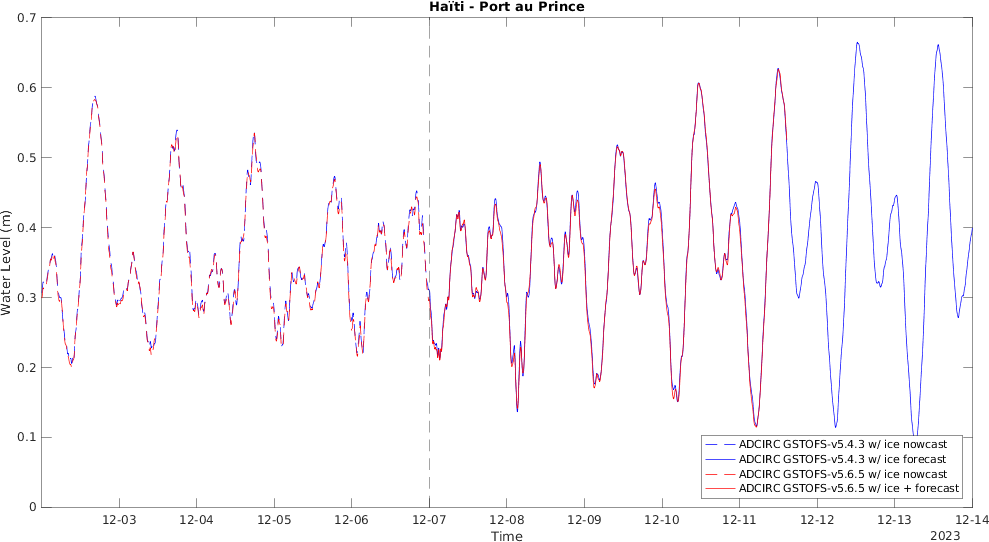 Haïti - Port au Prince
0.7
0.6
0.5
0.4
0.3
0.2
0.1
0
Water Level (m)
ADCIRC GSTOFS-v5.4.3 w/ ice nowcast
ADCIRC GSTOFS-v5.4.3 w/ ice forecast
ADCIRC GSTOFS-v5.6.5 w/ ice nowcast
ADCIRC GSTOFS-v5.6.5 w/ ice + forecast
12-03 12-04 12-05 12-06 12-07 12-08 12-09 12-10 12-11 12-12 12-13 12-14
Time
2023